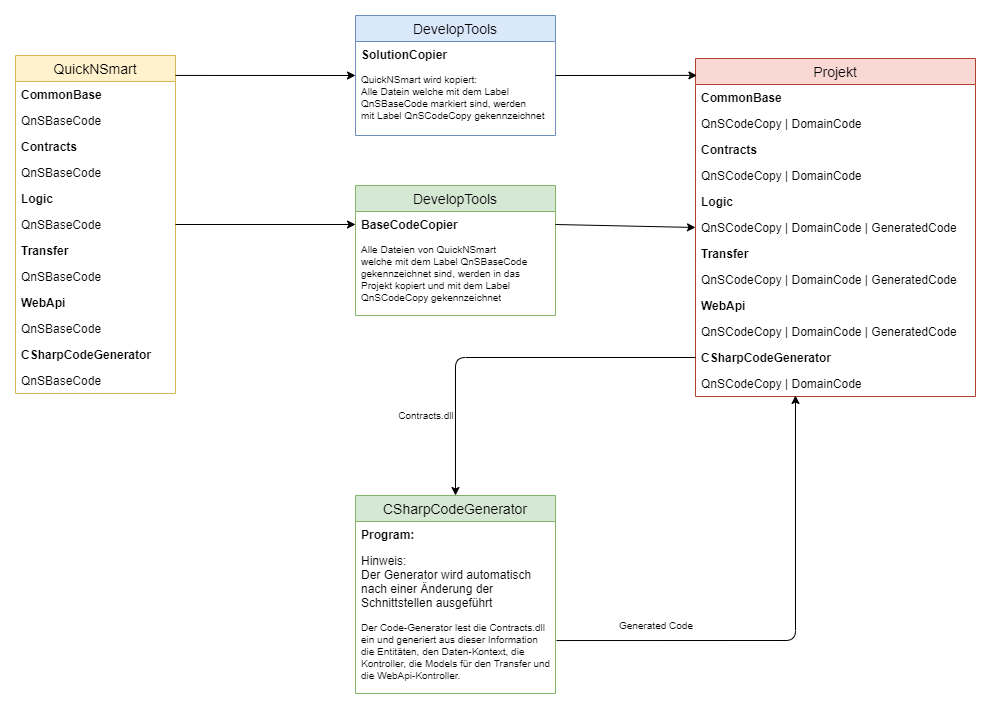 QuickNSmart
CommonBase
QnSBaseCode
Contracts
QnSBaseCode
Logic
QnSBaseCode
Transfer
QnSBaseCode
WebApi
QnSBaseCode
CSharpCodeGenerator
QnSBaseCode
DevelopTools
SolutionCopier
QuickNSmart wird kopiert:
Alle Datein welche mit dem Label
QnSBaseCode markiert sind, werden
mit Label QnSCodeCopy gekennzeichnet
DevelopTools
BaseCodeCopier
Alle Dateien von QuickNSmart
welche mit dem Label QnSBaseCode
gekennzeichnet sind, werden in das
Projekt kopiert und mit dem Label
QnSCodeCopy gekennzeichnet
Projekt
CommonBase
QnSCodeCopy | DomainCode
Contracts
QnSCodeCopy | DomainCode
Logic
QnSCodeCopy | DomainCode | GeneratedCode
Transfer
QnSCodeCopy | DomainCode | GeneratedCode
WebApi
QnSCodeCopy | DomainCode | GeneratedCode
CSharpCodeGenerator
QnSCodeCopy | DomainCode
Contracts.dll
CSharpCodeGenerator
Program:
Hinweis:
Der Generator wird automatisch
nach einer Änderung der
Schnittstellen ausgeführt
Der Code-Generator lest die Contracts.dll
ein und generiert aus dieser Information
die Entitäten, den Daten-Kontext, die
Kontroller, die Models für den Transfer und
die WebApi-Kontroller.
Generated Code